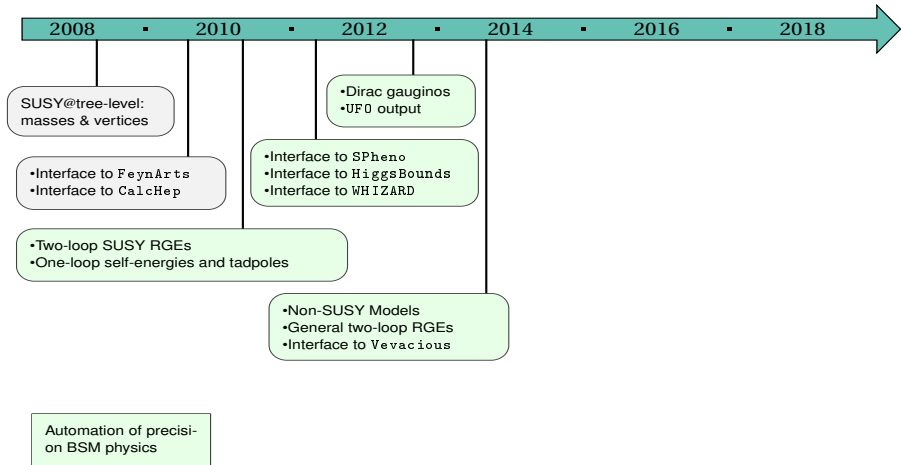 2008 2010 2012 2014 2016 2018
SUSY@tree-level:
masses & vertices
•Interface to FeynArts
•Interface to CalcHep
•Two-loop SUSY RGEs
•One-loop self-energies and tadpoles
•Interface to SPheno
•Interface to HiggsBounds
•Interface to WHIZARD
•Dirac gauginos
•UFO output
•Non-SUSY Models
•General two-loop RGEs
•Interface to Vevacious
Automation of precisi-
on BSM physics